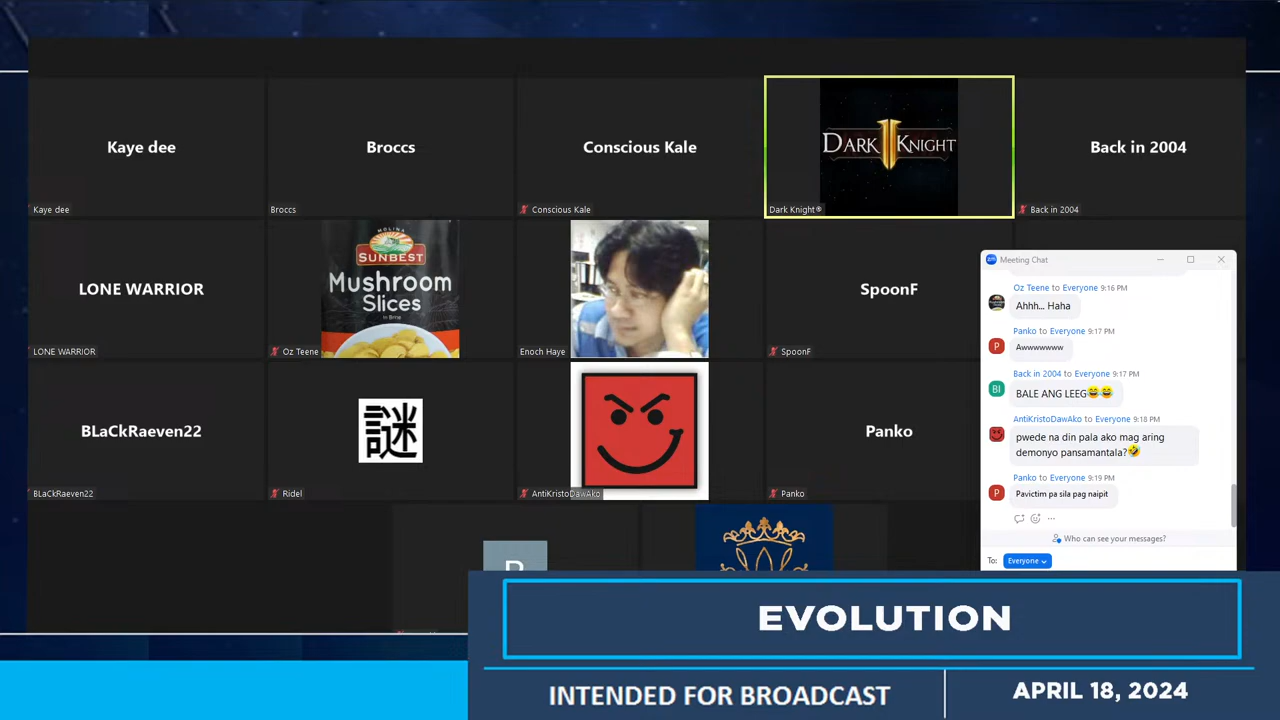 Kaye dee
Kaye dee
Broccs
Broccs
Conscious Kale
Conscious Kale
DARK KNIGHT
Dark Knight®
Back in 2004
Back in 2004
LONE WARRIOR
LONE WARRIOR
MOLINA
SUNBEST
Mushroom
Slices
in Brine
Oz Teene
Enoch Haye
SpoonF
SpoonF
BLaCkRaeven22
BLaCkRaeven22
謎
Ridel
AntiKristoDawAko
Panko
Panko
Meeting Chat
Oz Teene to Everyone 9:16 PM
Ahhh... Haha
Panko to Everyone 9:17 PM
P
Awwwwwww
Back in 2004 to Everyone 9:17 PM
BI
BALE ANG LEEG😅😅
AntiKristoDawAko to Everyone 9:18 PM
pwede na din pala ako mag aring
demonyo pansamantala?🤣
Panko to Everyone 9:19 PM
P
Pavictim pa sila pag naipit
Who can see your messages?
To: Everyone
EVOLUTION
INTENDED FOR BROADCAST
APRIL 18, 2024